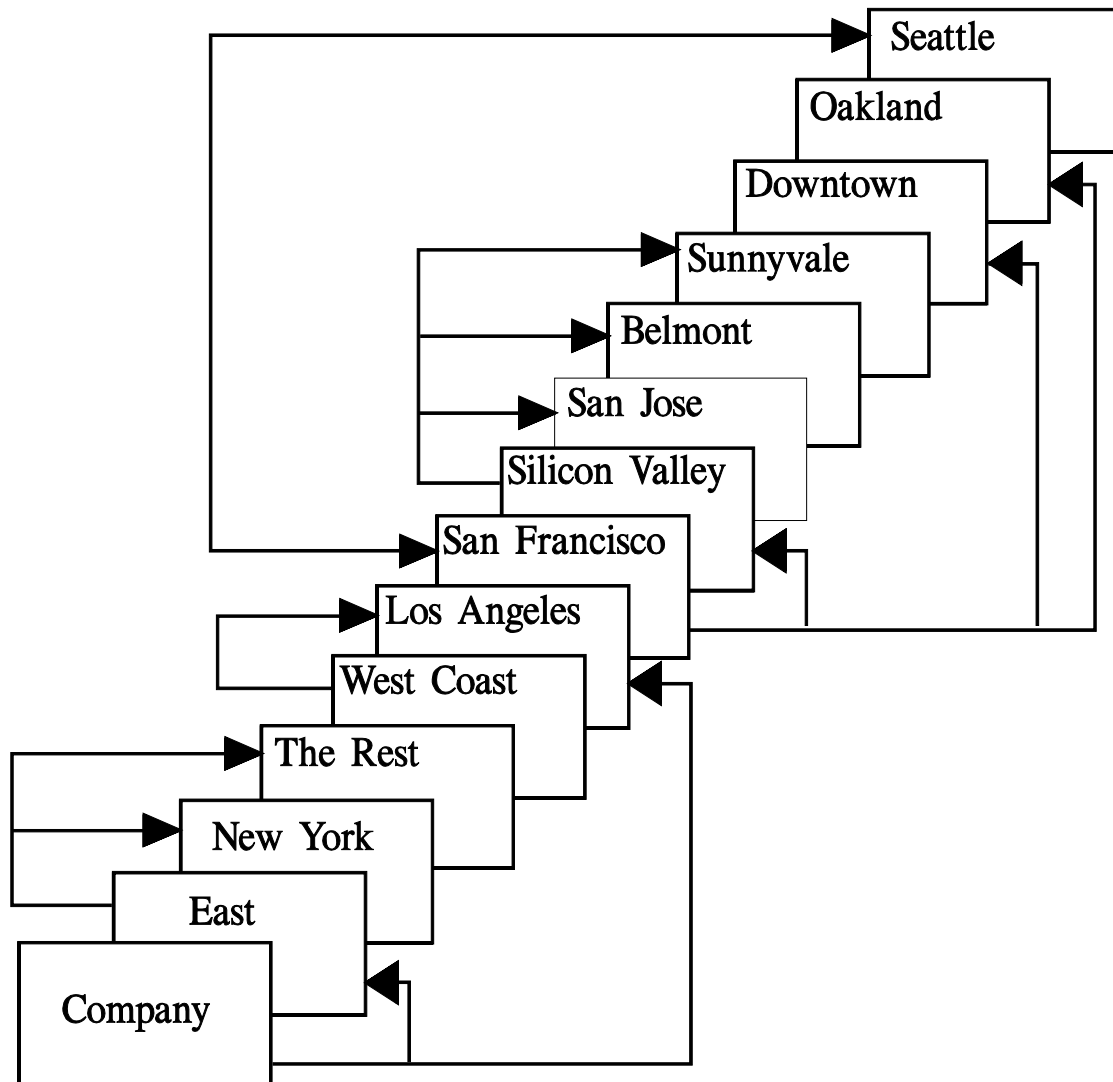 Seattle
Oakland
Downtown
Sunnyvale
Belmont
San Jose
Silicon Valley
San Francisco
Los Angeles
West Coast
The Rest
New York
East
Company